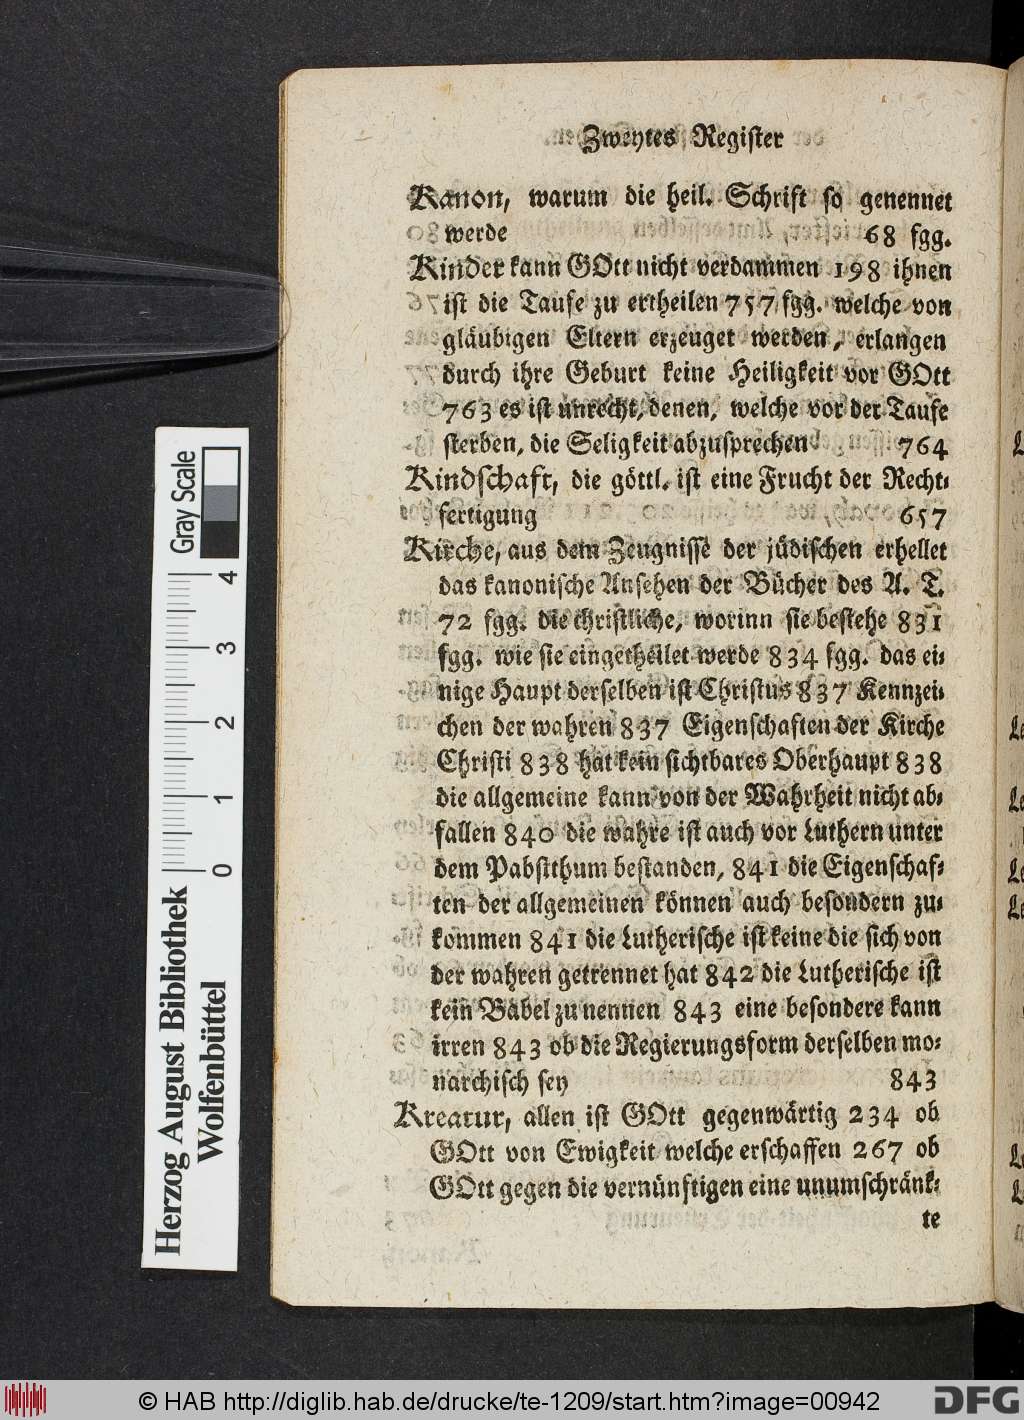 Zweytes Register
Kanon, warum die heil. Schrift so genennet
werde 68 fgg.
Kinder kann GOtt nicht verdammen 198 ihnen
ist die Taufe zu ertheilen 757 fgg. welche von
gläubigen Eltern erzeuget werden, erlangen
durch ihre Geburt keine Heiligkeit vor GOtt
763 es ist unrecht, denen, welche vor der Taufe
sterben, die Seligkeit abzusprechen 764
Kindschaft, die göttl. ist eine Frucht der Recht-
fertigung 657
Kirche, aus dem Zeugnisse der jüdischen erhellet
das kanonische Ansehen der Bücher des A. T.
72 fgg. die christliche, worinn sie bestehe 831
fgg. wie sie eingetheilet werde 834 fgg. das ei-
nige Haupt derselben ist Christus 837 Kennzei-
chen der wahren 837 Eigenschaften der Kirche
Christi 838 hat kein sichtbares Oberhaupt 838
die allgemeine kann von der Wahrheit nicht ab-
fallen 840 die wahre ist auch vor Luthern unter
dem Pabstthum bestanden, 841 die Eigenschaf-
ten der allgemeinen können auch besondern zu-
kommen 841 die Lutherische ist keine die sich von
der wahren getrennet hat 842 die Lutherische ist
kein Babel zu nennen 843 eine besondere kann
irren 843 ob die Regierungsform derselben mo-
narchisch sey 843
Kreatur, allen ist GOtt gegenwärtig 234 ob
GOtt von Ewigkeit welche erschaffen 267 ob
GOtt gegen die vernünftigen eine unumschränk-
te
Gray Scale
0 1 2 3 4
Herzog August Bibliothek
Wolfenbüttel
© HAB http://diglib.hab.de/drucke/te-1209/start.htm?image=00942
DFG